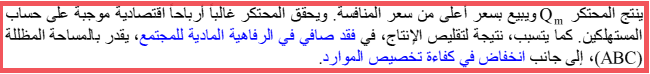 ينتج المحتكر Qm ويبيع بسعر أعلى من سعر المنافسة. ويحقق المحتكر غالباً أرباحاً اقتصادية موجبة على حساب
المستهلكين. كما يتسبب، نتيجة لتقليص الإنتاج، في فقد صافي في الرفاهية المادية للمجتمع، يقدر بالمساحة المظللة
(ABC)، إلى جانب انخفاض في كفاءة تخصيص الموارد.